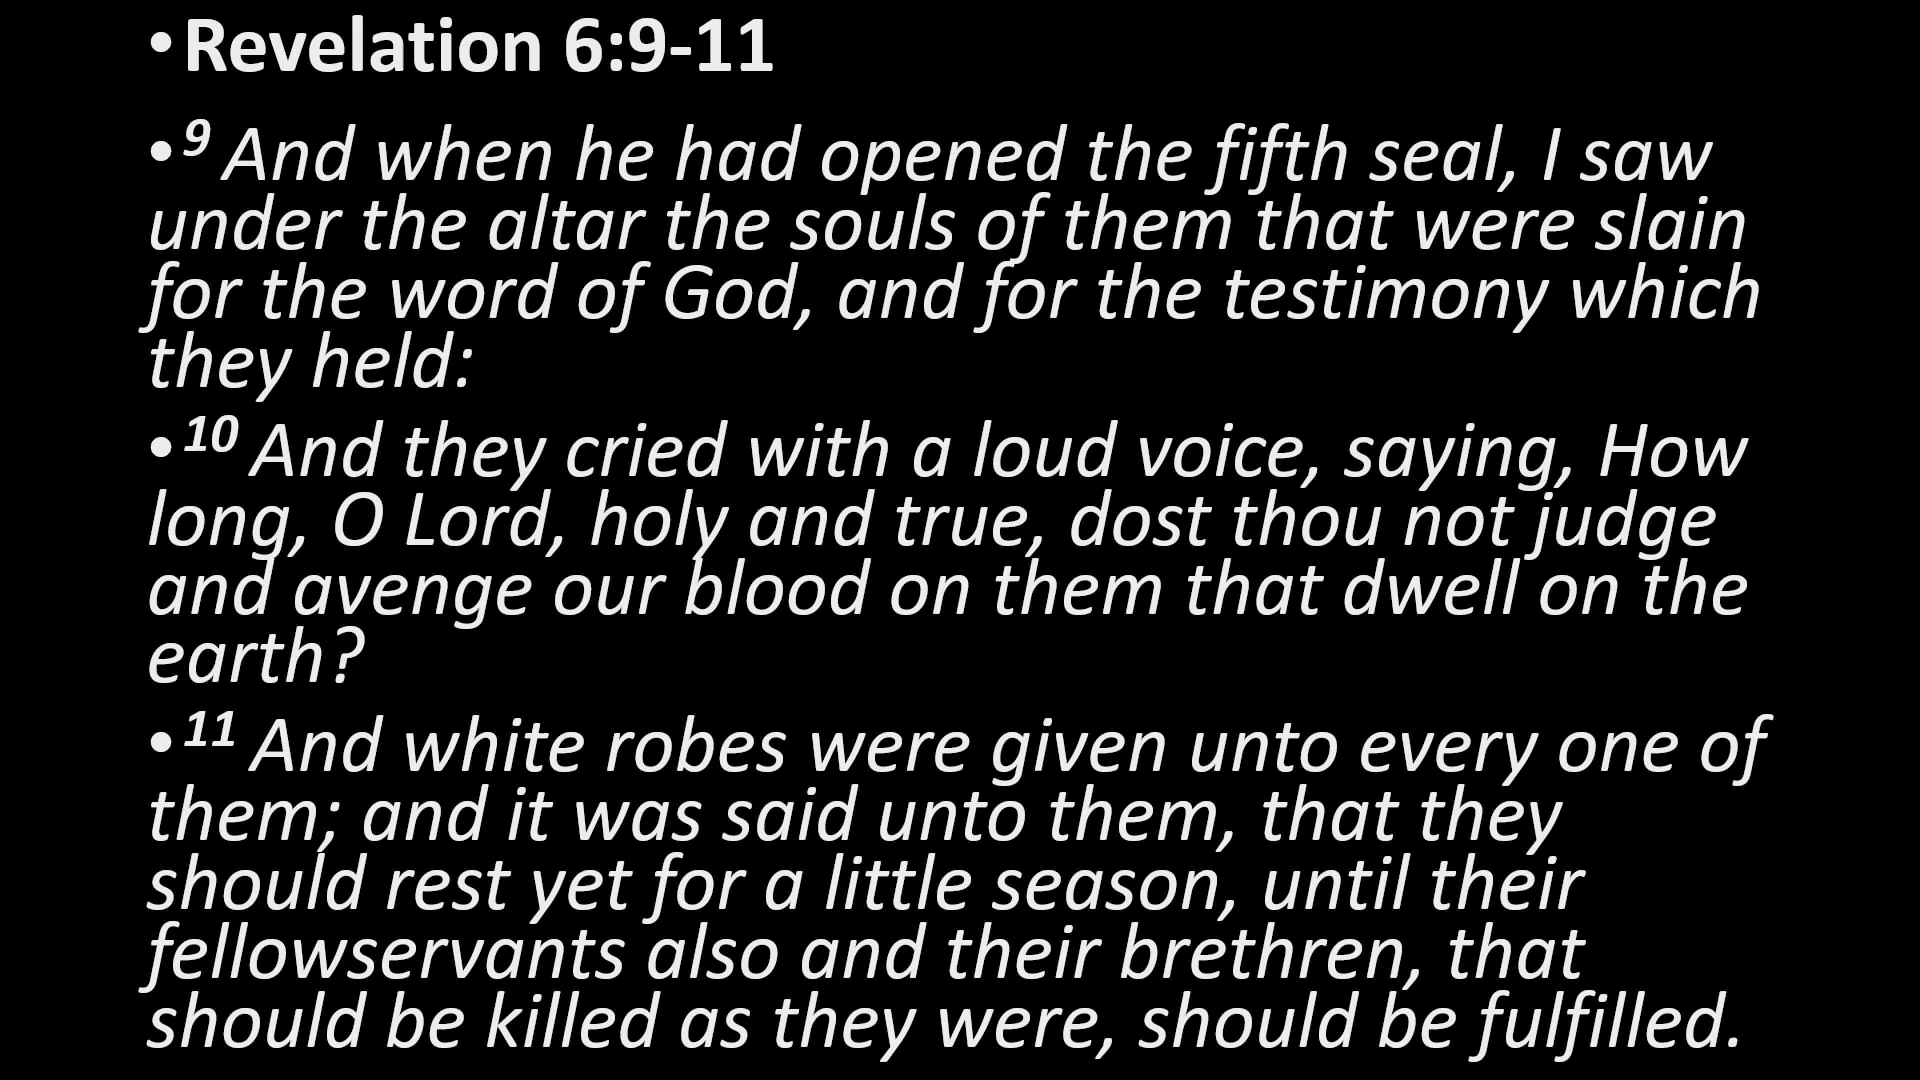 •Revelation 6:9-11
•9 And when he had opened the fifth seal, I saw
under the altar the souls of them that were slain
for the word of God, and for the testimony which
they held:
•10 And they cried with a loud voice, saying, How
long, O Lord, holy and true, dost thou not judge
and avenge our blood on them that dwell on the
earth?
•11 And white robes were given unto every one of
them; and it was said unto them, that they
should rest yet for a little season, until their
fellowservants also and their brethren, that
should be killed as they were, should be fulfilled.